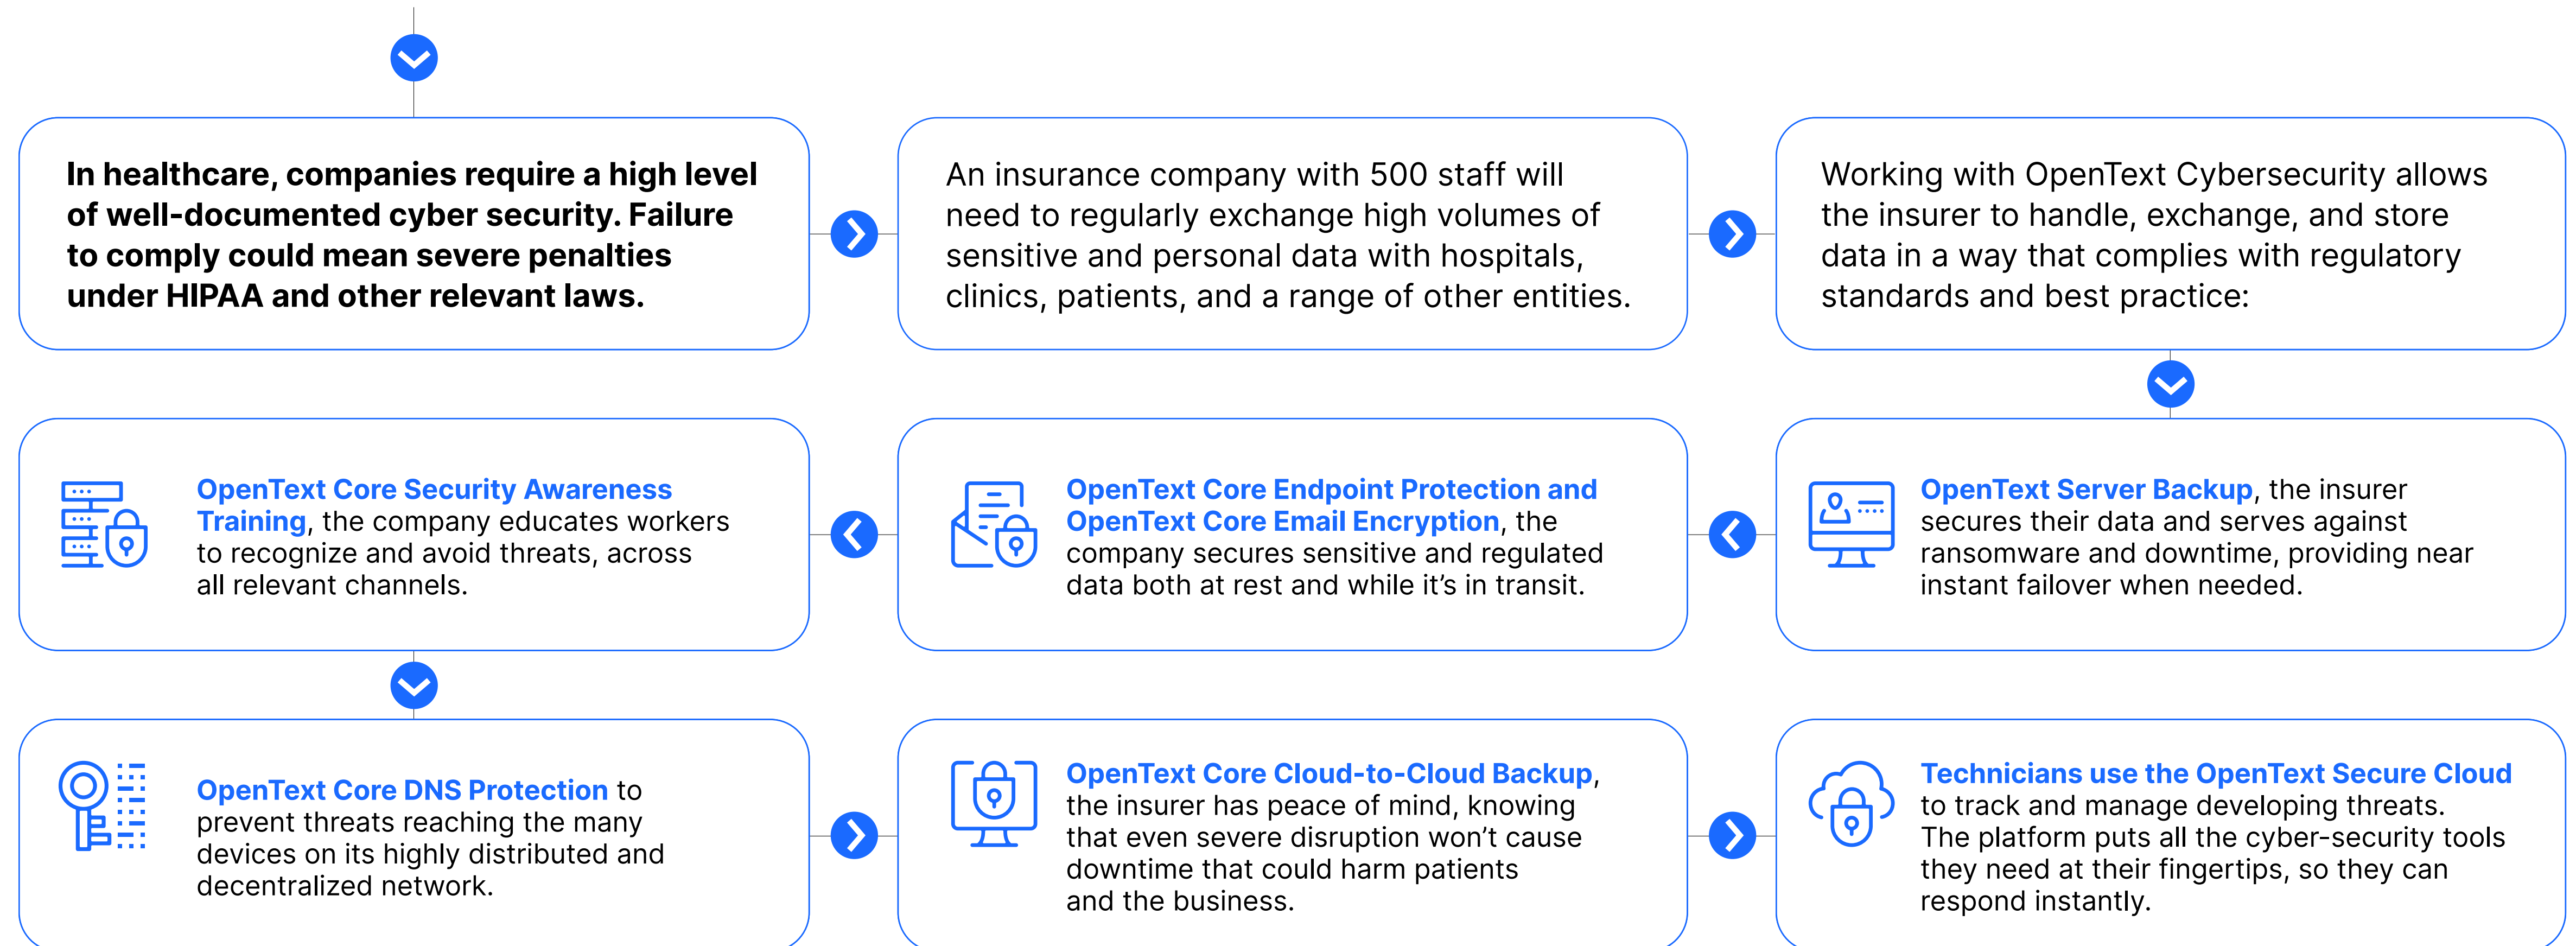 In healthcare, companies require a high level
of well-documented cyber security. Failure
to comply could mean severe penalties
under HIPAA and other relevant laws.
An insurance company with 500 staff will
need to regularly exchange high volumes of
sensitive and personal data with hospitals,
clinics, patients, and a range of other entities.
Working with OpenText Cybersecurity allows
the insurer to handle, exchange, and store
data in a way that complies with regulatory
standards and best practice:
OpenText Server Backup, the insurer
secures their data and serves against
ransomware and downtime, providing near
instant failover when needed.
OpenText Core Endpoint Protection and
OpenText Core Email Encryption, the
company secures sensitive and regulated
data both at rest and while it’s in transit.
OpenText Core Security Awareness
Training, the company educates workers
to recognize and avoid threats, across
all relevant channels.
OpenText Core DNS Protection to
prevent threats reaching the many
devices on its highly distributed and
decentralized network.
OpenText Core Cloud-to-Cloud Backup,
the insurer has peace of mind, knowing
that even severe disruption won’t cause
downtime that could harm patients
and the business.
Technicians use the OpenText Secure Cloud
to track and manage developing threats.
The platform puts all the cyber-security tools
they need at their fingertips, so they can
respond instantly.